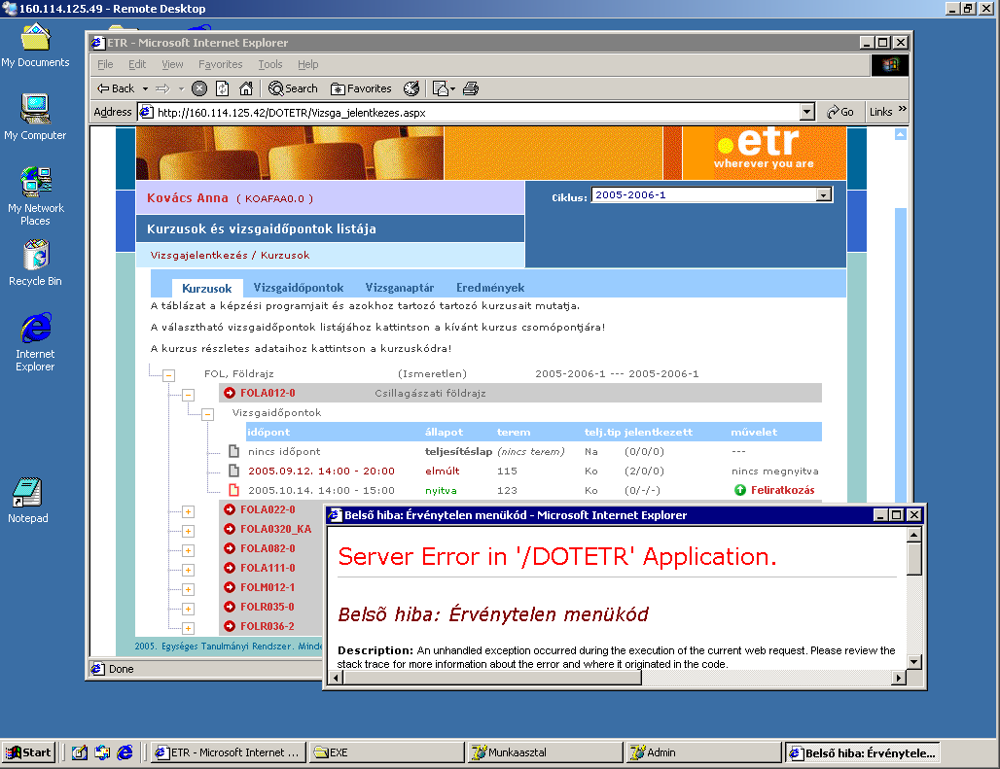 160.114.125.49 - Remote Desktop
My Documents
My Computer
My Network
Places
Recycle Bin
Internet
Explorer
Notepad
ETR - Microsoft Internet Explorer
File Edit View Favorites Tools Help
Back Search Favorites
Address http://160.114.125.42/DOTETR/Vizsga_jelentkezes.aspx Go Links »
etr
wherever you are
Kovács Anna ( KOAFAA0.0 )
Ciklus: 2005-2006-1
Kurzusok és vizsgaidőpontok listája
Vizsgajelentkezés / Kurzusok
Kurzusok Vizsgaidőpontok Vizsganaptár Eredmények
A táblázat a képzési programjait és azokhoz tartozó tartozó kurzusait mutatja.
A választható vizsgaidőpontok listájához kattintson a kívánt kurzus csomópontjára!
A kurzus részletes adataihoz kattintson a kurzuskódra!
FOL, Földrajz (Ismeretlen) 2005-2006-1 --- 2005-2006-1
FOLA012-0 Csillagászati földrajz
Vizsgaidőpontok
időpont állapot terem telj.tip jelentkezett művelet
nincs időpont teljesítéslap (nincs terem) Na (0/0/0) ---
2005.09.12. 14:00 - 20:00 elmúlt 115 Ko (2/0/0) nincs megnyitva
2005.10.14. 14:00 - 15:00 nyitva 123 Ko (0/-/-) Feliratkozás
FOLA022-0
FOLA0320_KA
FOLA082-0
FOLA111-0
FOLM012-1
FOLR035-0
FOLR036-2
2005. Egységes Tanulmányi Rendszer. Minde
Done
Belső hiba: Érvénytelen menükód - Microsoft Internet Explorer
Server Error in '/DOTETR' Application.
Belsõ hiba: Érvénytelen menükód
Description: An unhandled exception occurred during the execution of the current web request. Please review the
stack trace for more information about the error and where it originated in the code.
Start ETR - Microsoft Internet ... EXE Munkaasztal Admin Belső hiba: Érvénytele...